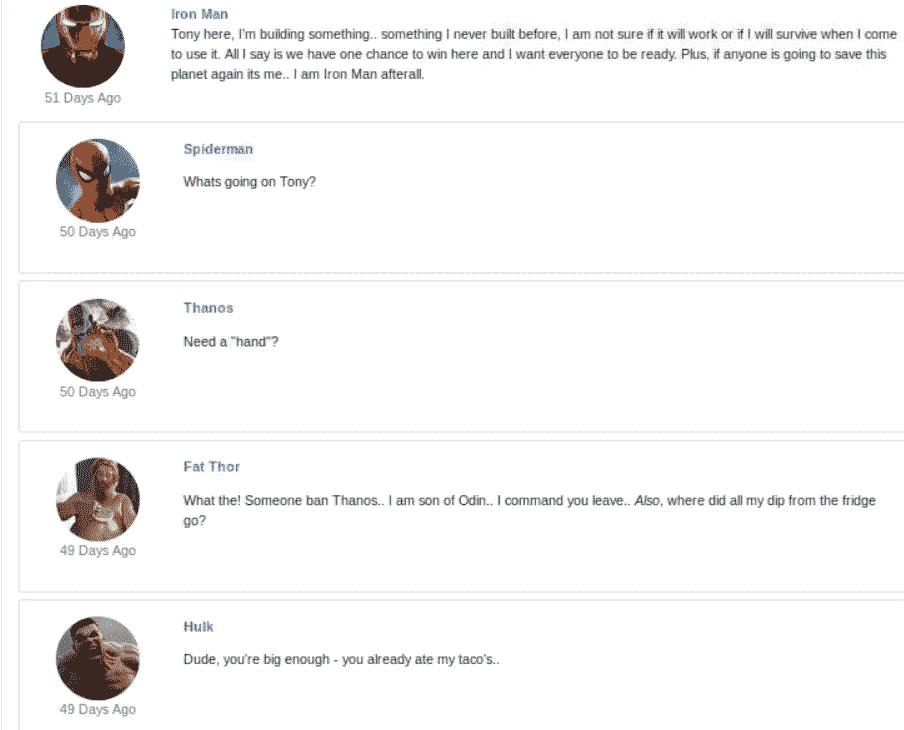 Iron Man
Tony here, I'm building something.. something I never built before, I am not sure if it will work or if I will survive when I come
to use it. All I say is we have one chance to win here and I want everyone to be ready. Plus, if anyone is going to save this
planet again its me.. I am Iron Man afterall.
51 Days Ago
Spiderman
Whats going on Tony?
50 Days Ago
Thanos
Need a "hand"?
50 Days Ago
Fat Thor
What the! Someone ban Thanos.. I am son of Odin.. I command you leave.. Also, where did all my dip from the fridge
go?
49 Days Ago
Hulk
Dude, you're big enough - you already ate my taco's..
49 Days Ago